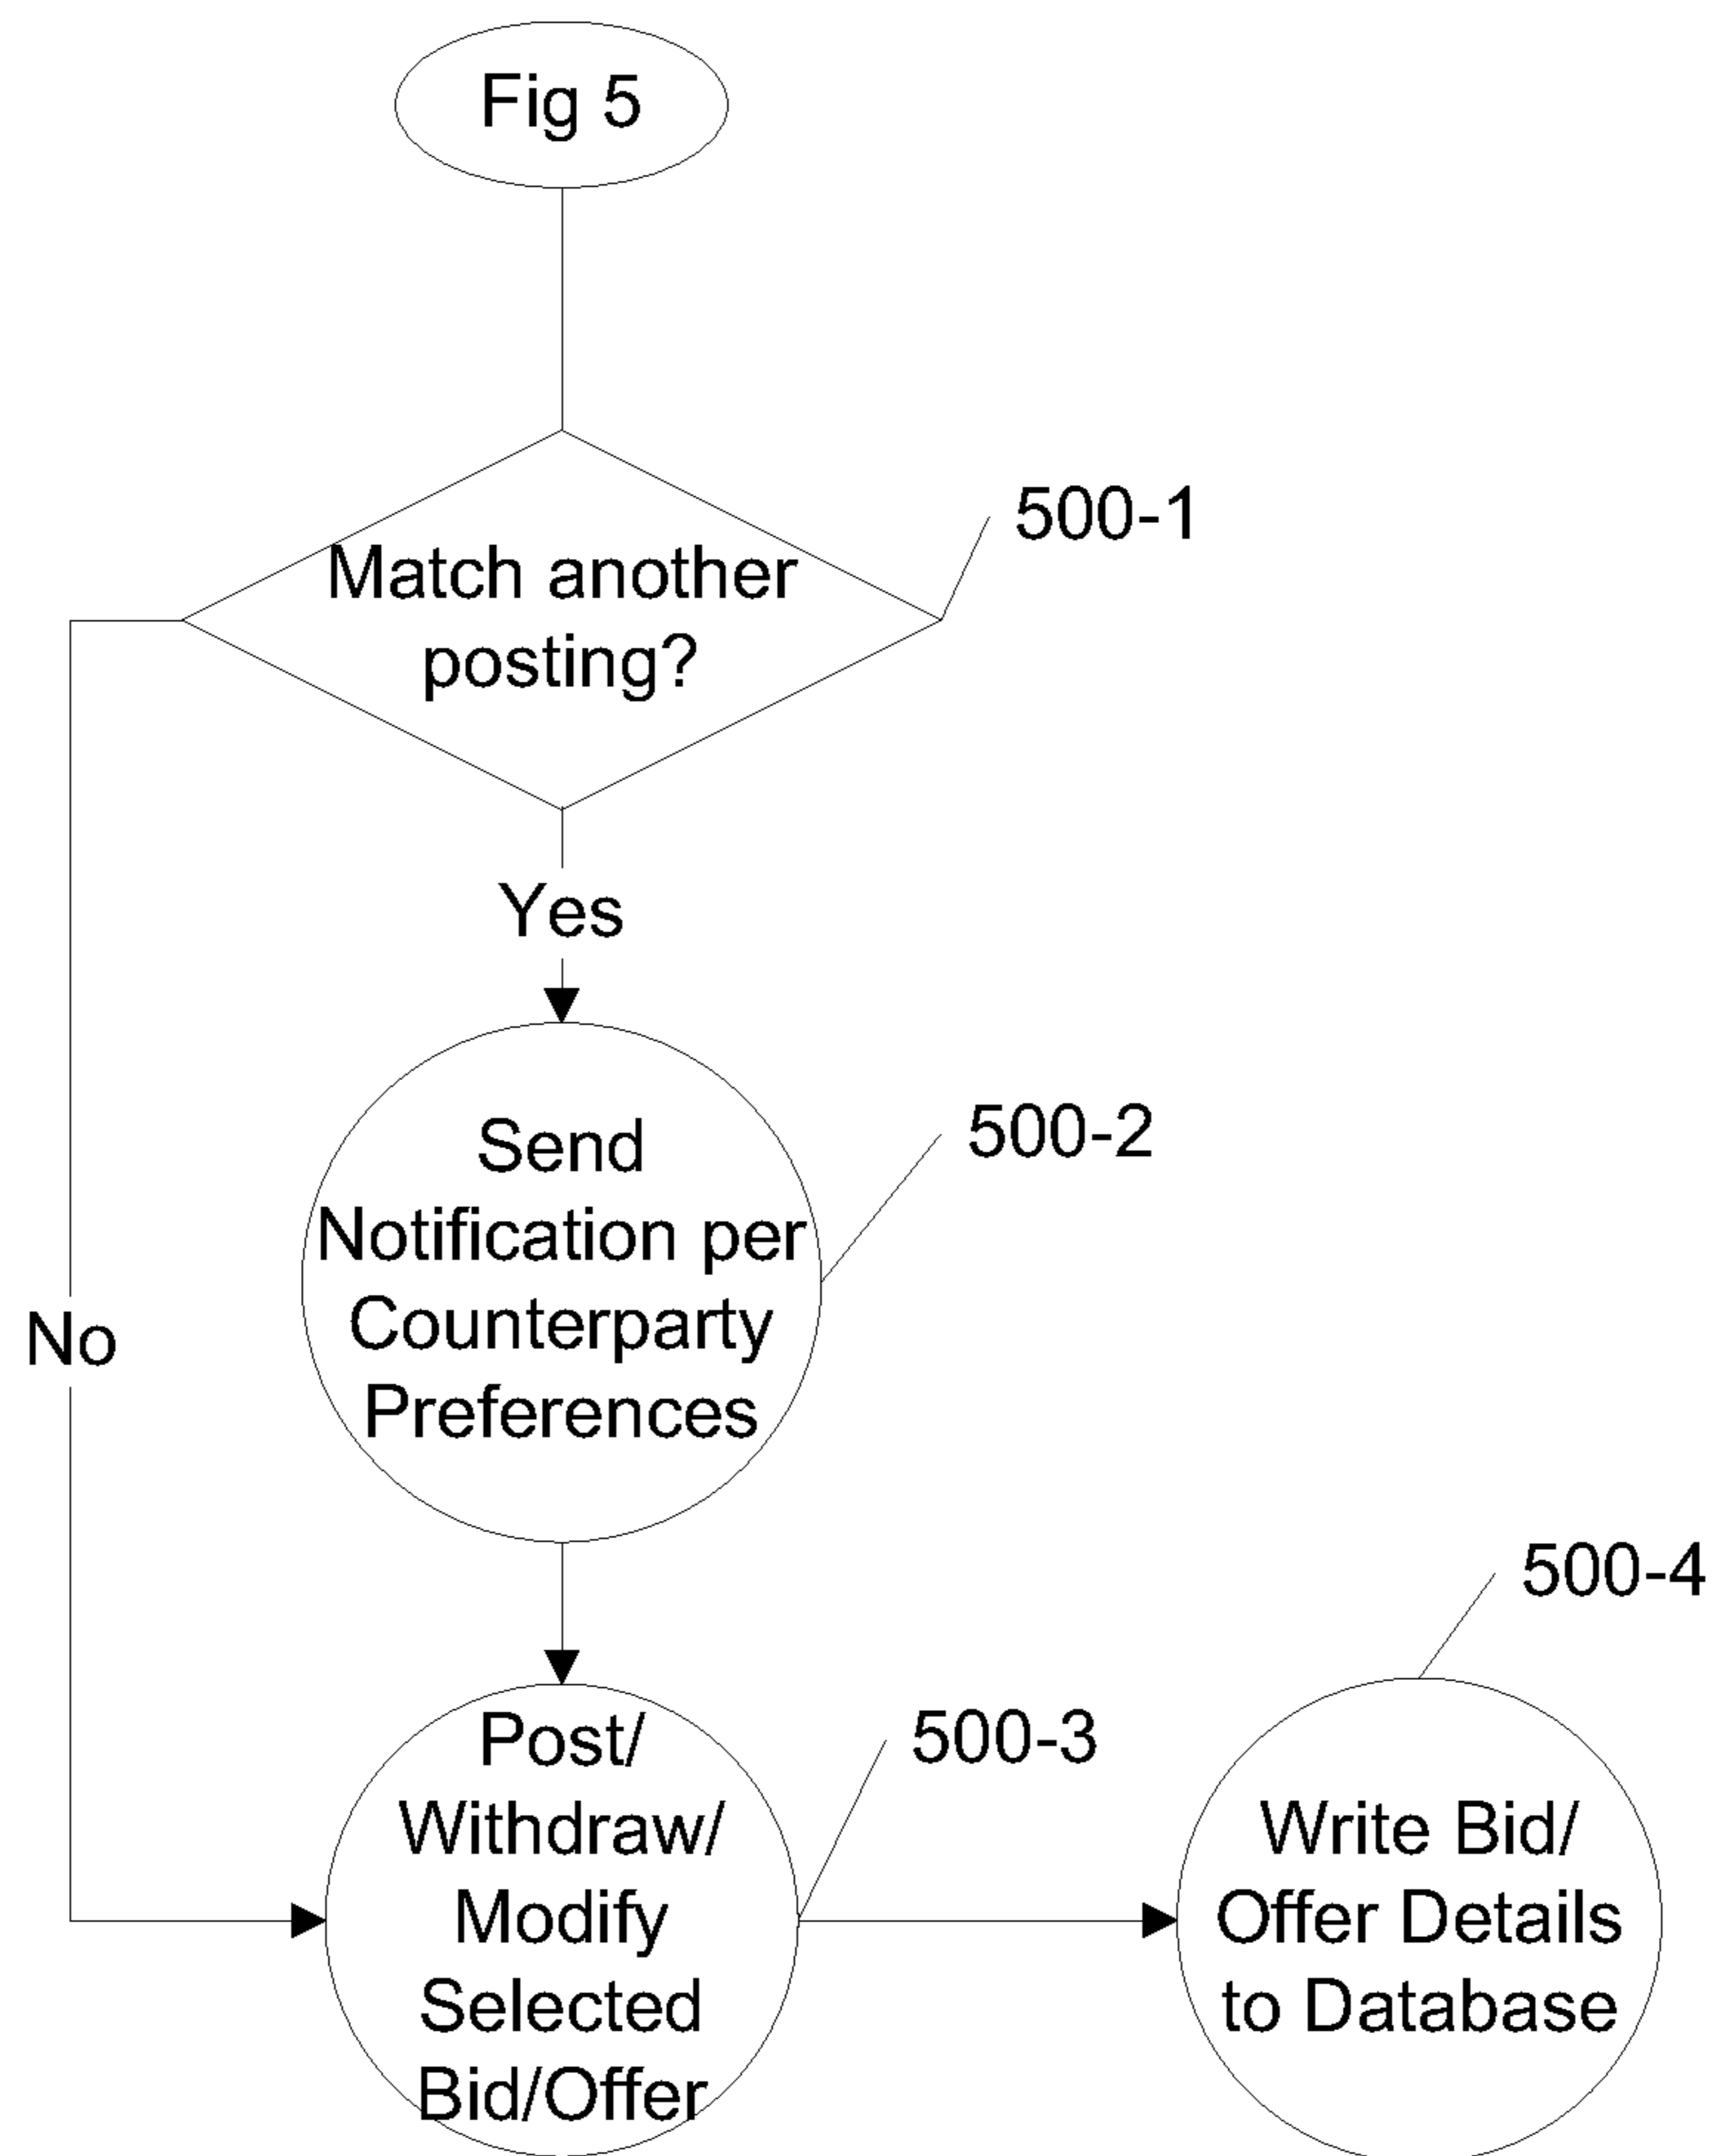 Fig 5
Match another
posting?
500-1
Yes
Send
Notification per
Counterparty
Preferences
500-2
No
Post/
Withdraw/
Modify
Selected
Bid/Offer
500-3
Write Bid/
Offer Details
to Database
500-4